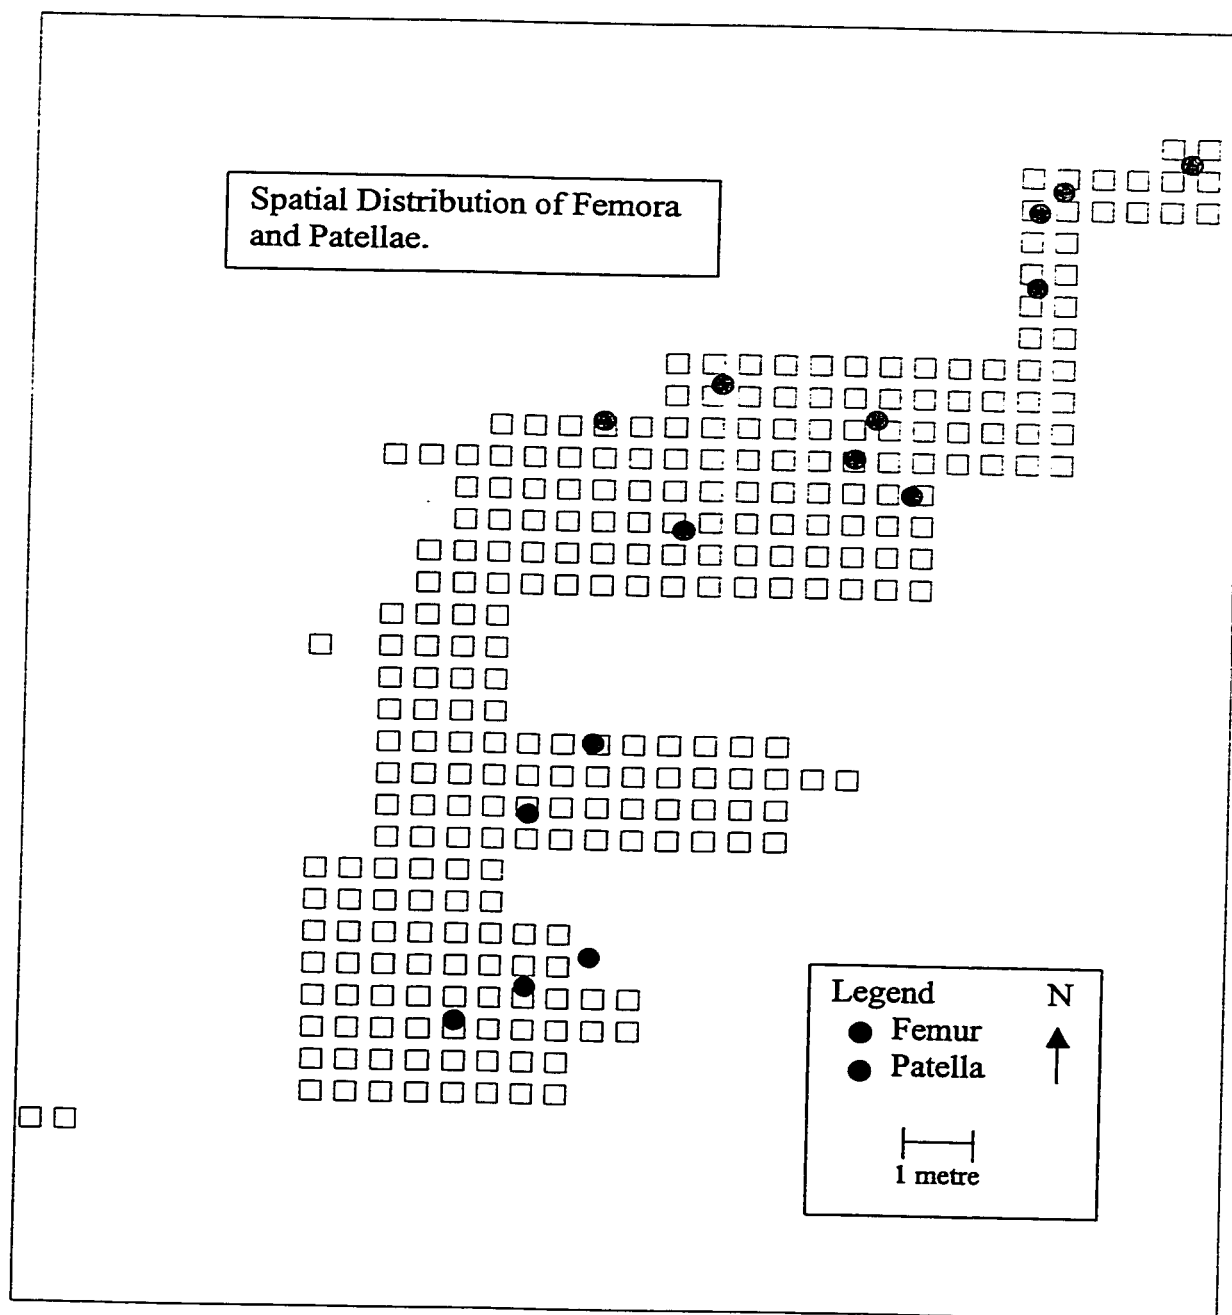 Spatial Distribution of Femora
and Patellae.
Legend N
Femur
Patella
1 metre